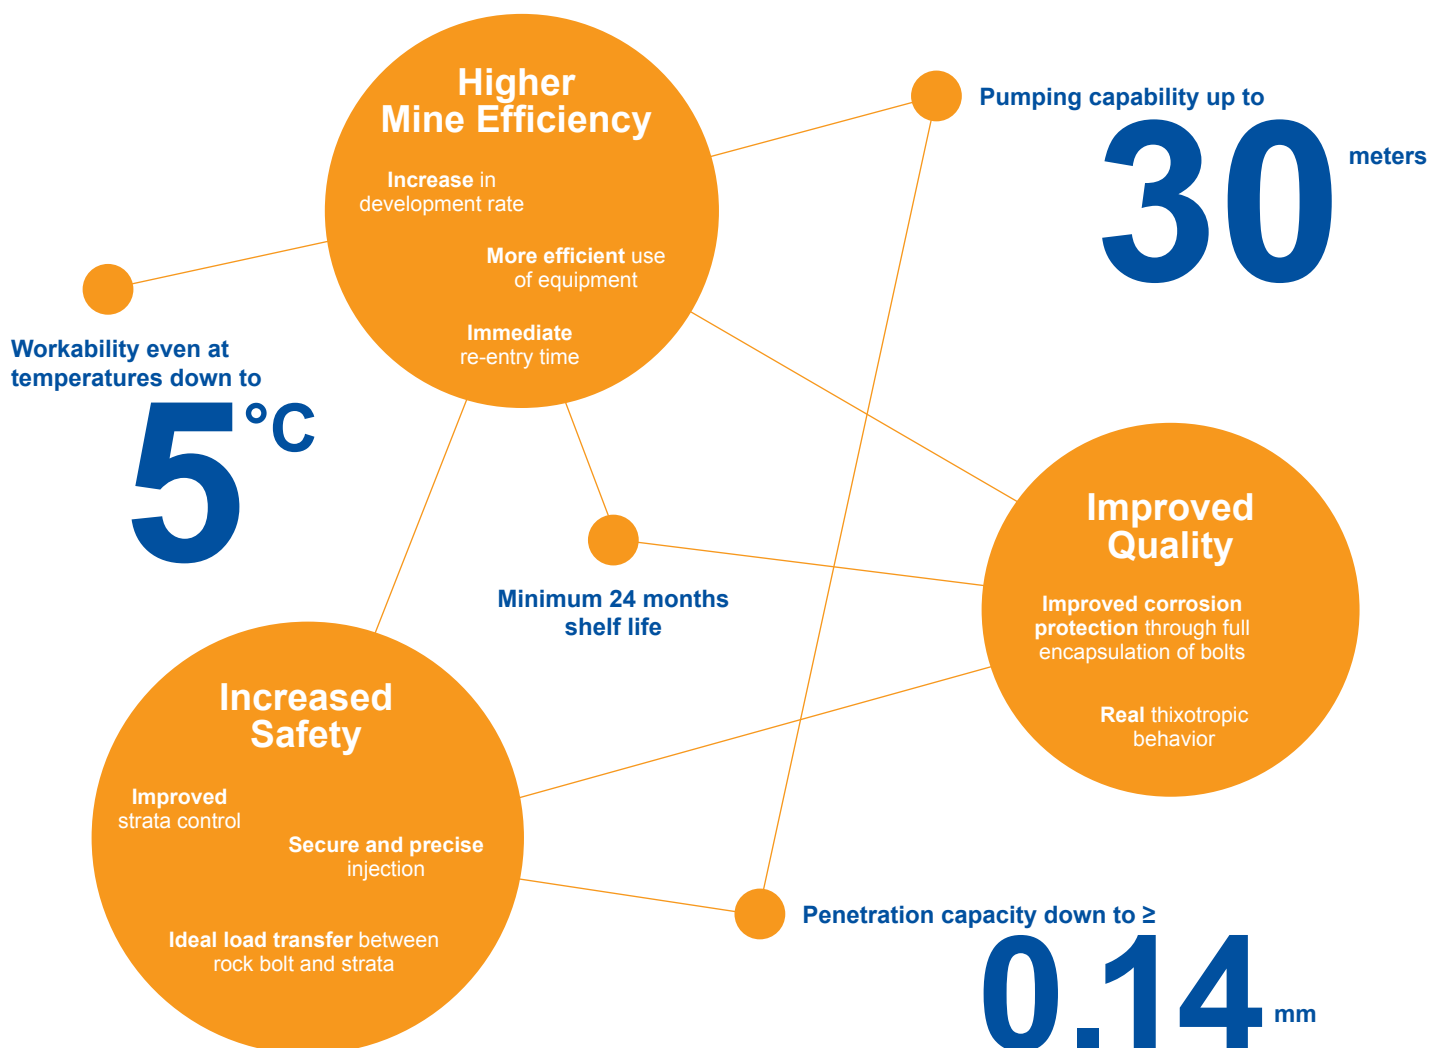 Higher
Mine Efficiency
Increase in
development rate
More efficient use
of equipment
Immediate
re-entry time
Pumping capability up to
30 meters
Workability even at
temperatures down to
5 °C
Minimum 24 months
shelf life
Improved
Quality
Improved corrosion
protection through full
encapsulation of bolts
Real thixotropic
behavior
Increased
Safety
Improved
strata control
Secure and precise
injection
Ideal load transfer between
rock bolt and strata
Penetration capacity down to ≥
0.14 mm